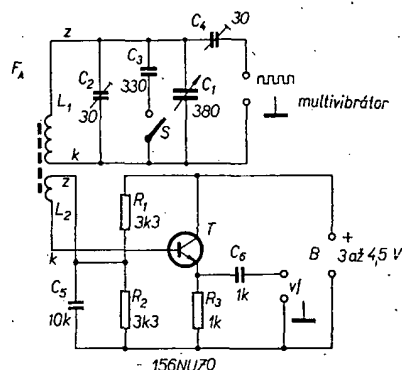 z
C4
30
FA
C2
30
C3
330
C1
380
multivibrátor
L1
S
k
z
L2
k
R1
3k3
T
C6
1k
B
+
3 až 4,5 V
vf
C5
10k
R2
3k3
R3
1k
156NU70